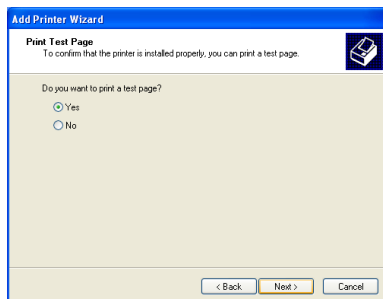 Add Printer Wizard
Print Test Page
To confirm that the printer is installed properly, you can print a test page.
Do you want to print a test page?
Yes
No
< Back Next > Cancel